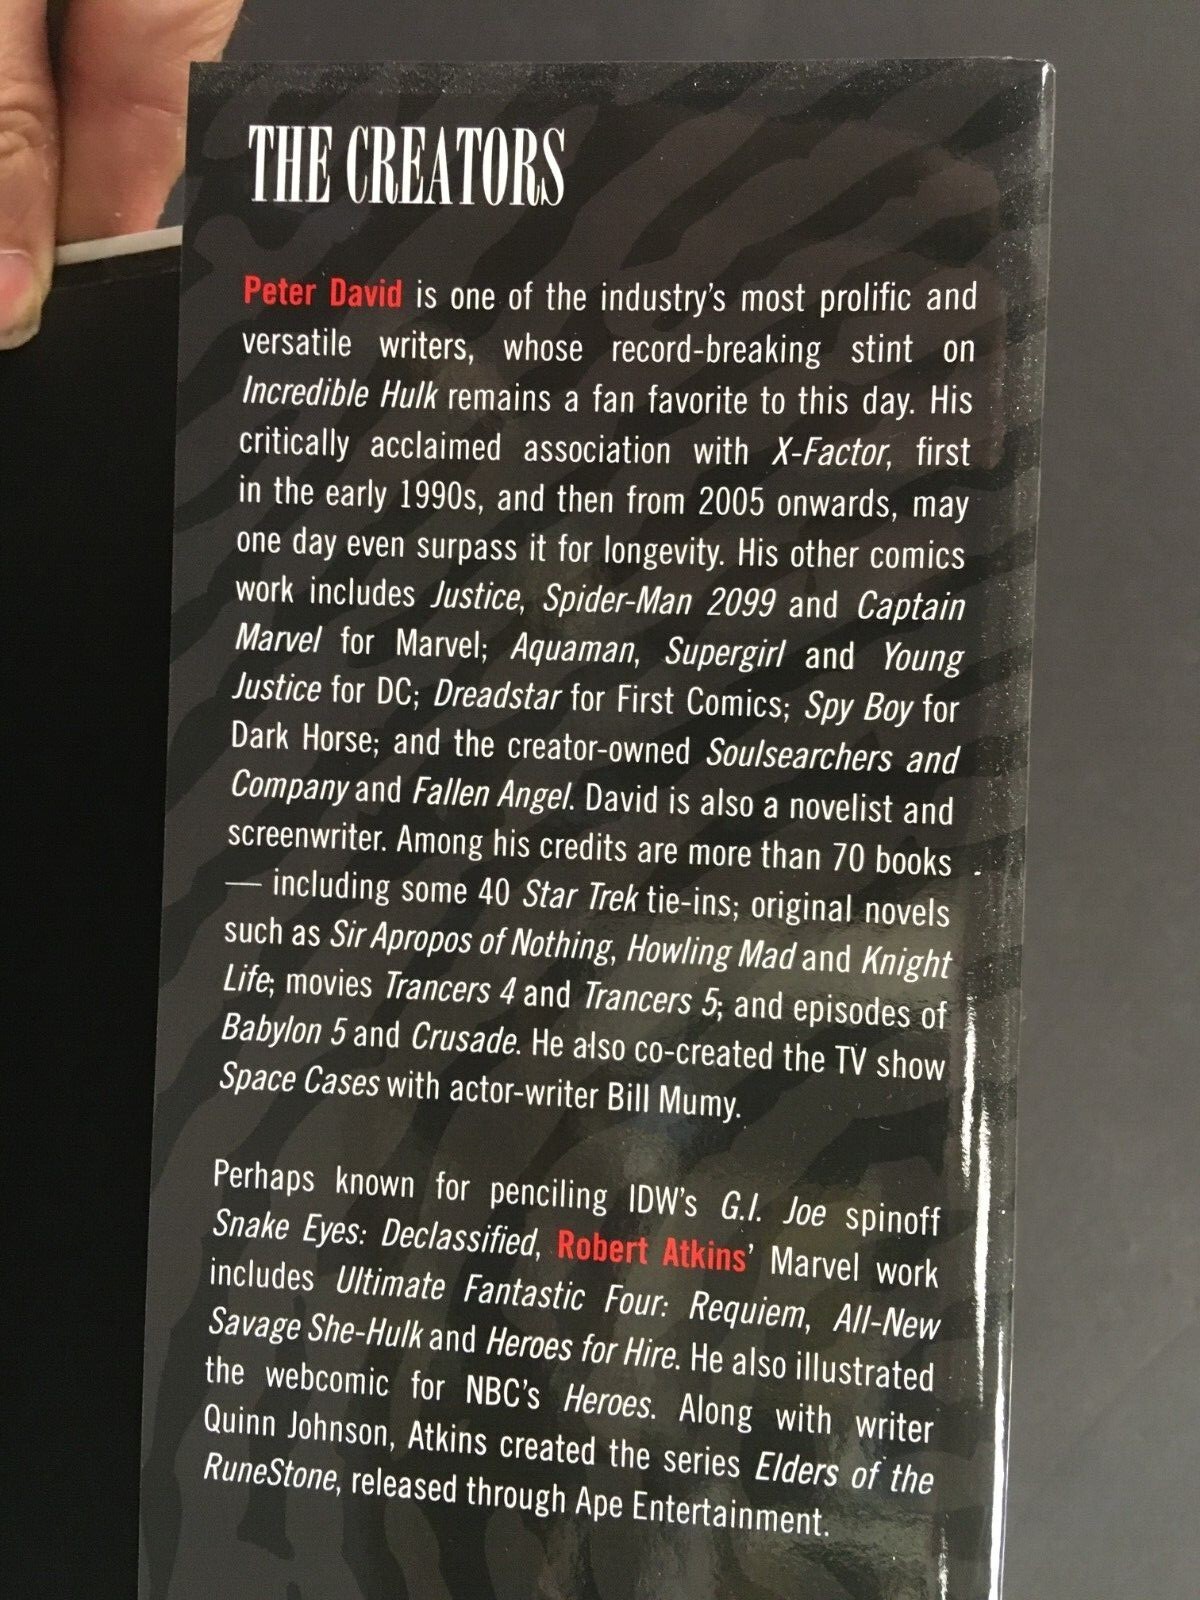 THE CREATORS
Peter David is one of the industry's most prolific and
versatile writers, whose record-breaking stint on
Incredible Hulk remains a fan favorite to this day. His
critically acclaimed association with X-Factor, first
in the early 1990s, and then from 2005 onwards, may
one day even surpass it for longevity. His other comics
work includes Justice, Spider-Man 2099 and Captain
Marvel for Marvel; Aquaman, Supergirl and Young
Justice for DC; Dreadstar for First Comics; Spy Boy for
Dark Horse; and the creator-owned Soulsearchers and
Company and Fallen Angel. David is also a novelist and
screenwriter. Among his credits are more than 70 books
— including some 40 Star Trek tie-ins; original novels
such as Sir Apropos of Nothing, Howling Mad and Knight
Life; movies Trancers 4 and Trancers 5; and episodes of
Babylon 5 and Crusade. He also co-created the TV show
Space Cases with actor-writer Bill Mumy.
Perhaps known for penciling IDW's G.I. Joe spinoff
Snake Eyes: Declassified, Robert Atkins' Marvel work
includes Ultimate Fantastic Four: Requiem, All-New
Savage She-Hulk and Heroes for Hire. He also illustrated
the webcomic for NBC's Heroes. Along with writer
Quinn Johnson, Atkins created the series Elders of the
RuneStone, released through Ape Entertainment.